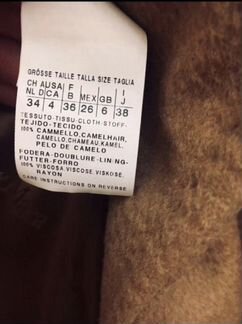 GRÖSSE TAILLE TALLA SIZE TAGLIA
CH A USA F I
NL D CA B MEX GB J
34 4 36 26 6 38
TESSUTO-TISSU-CLOTH-STOFF-
TEJIDO-TECIDO
100% CAMMELLO,CAMELHAIR,
CAMELLO,CHAMEAU,KAMEL,
PELO DE CAMELO
FODERA-DOUBLURE-LINING-
FUTTER-FORRO
100% VISCOSA,VISCOSE,VISKOSE,
RAYON
CARE INSTRUCTIONS ON REVERSE